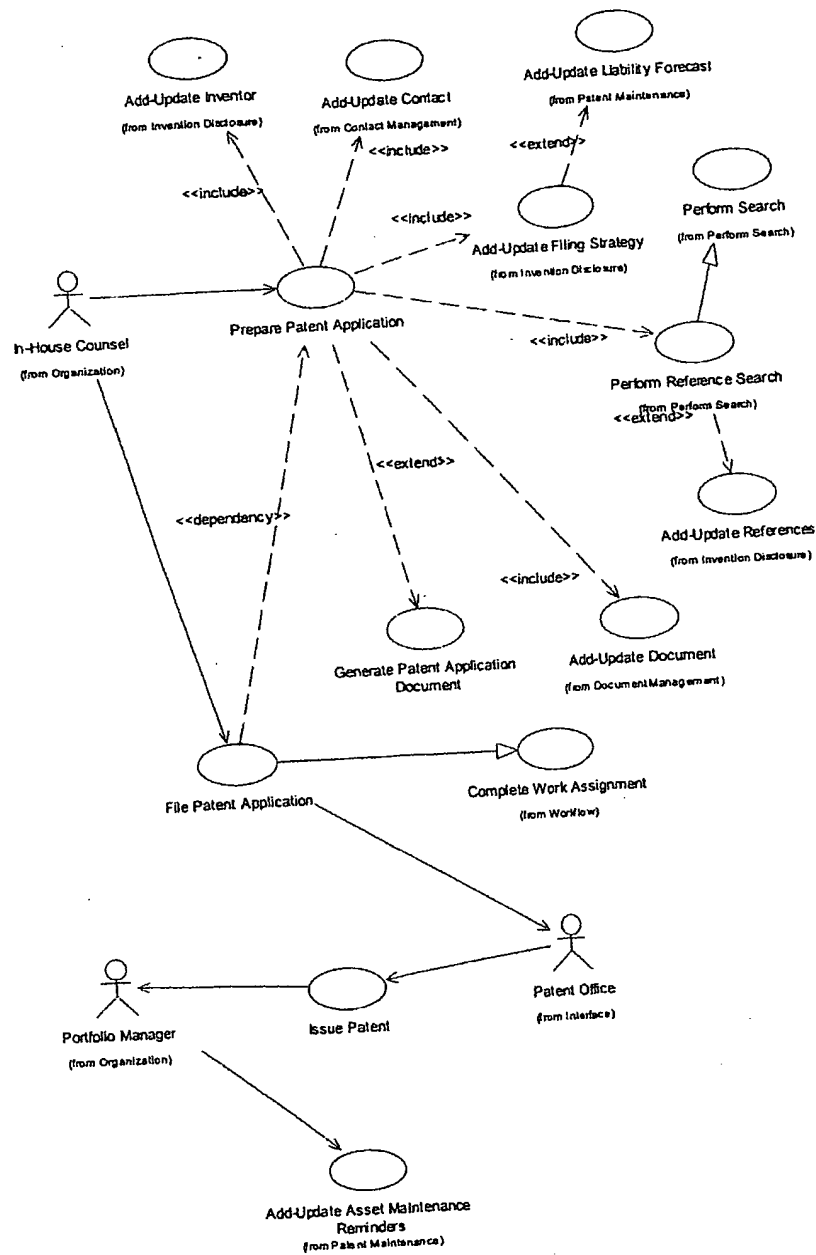 Add-Update Liability Forecast
(from Patent Maintenance)
Add-Update Inventor
(from Invention Disclosure)
Add-Update Contact
(from Contact Management)
<<include>>
<<extend>>
<<include>>
Perform Search
(from Perform Search)
<<include>>
Add-Update Filing Strategy
(from Invention Disclosure)
Prepare Patent Application
<<include>>
In-House Counsel
(from Organization)
Perform Reference Search
(from Perform Search)
<<extend>>
<<extend>>
<<dependancy>>
Add-Update References
(from Invention Disclosure)
<<include>>
Generate Patent Application
Document
Add-Update Document
(from Document Management)
File Patent Application
Complete Work Assignment
(from Workflow)
Patent Office
(from Interface)
Issue Patent
Portfolio Manager
(from Organization)
Add-Update Asset Maintenance
Reminders
(from Patent Maintenance)